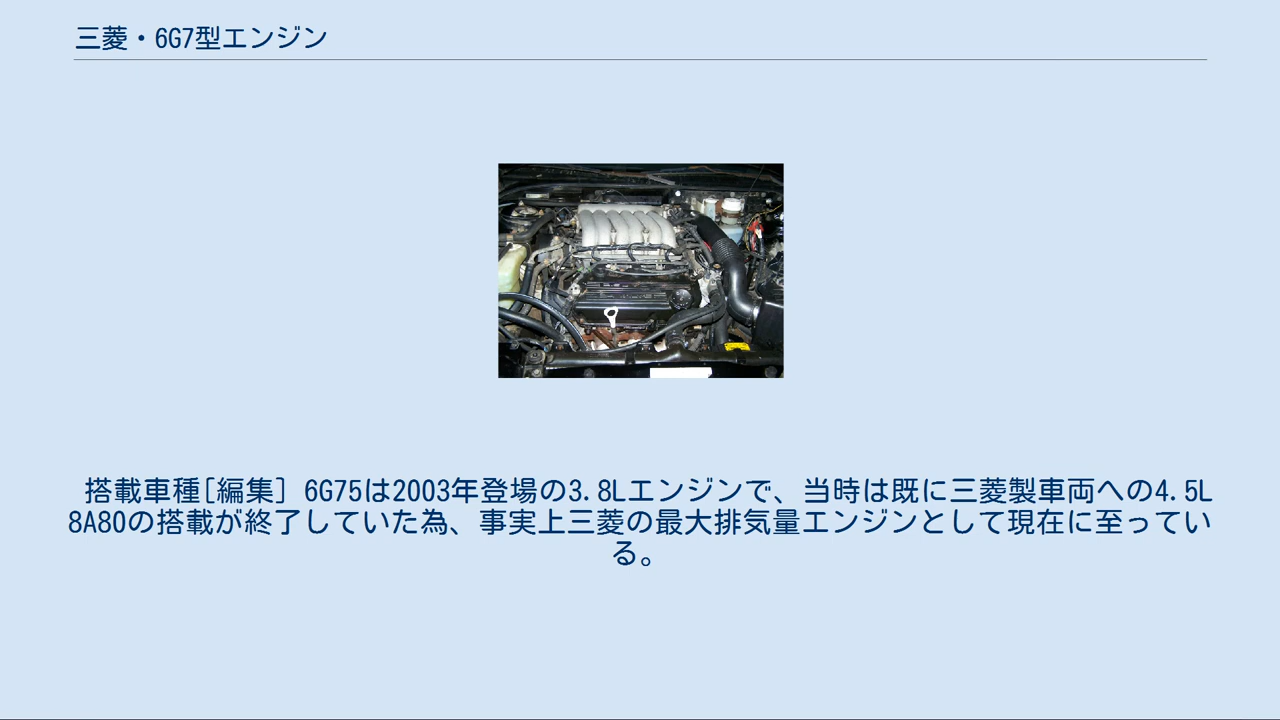 三菱・6G7型エンジン
搭載車種[編集] 6G75は2003年登場の3.8Lエンジンで、当時は既に三菱製車両への4.5L
8A80の搭載が終了していた為、事実上三菱の最大排気量エンジンとして現在に至ってい
る。